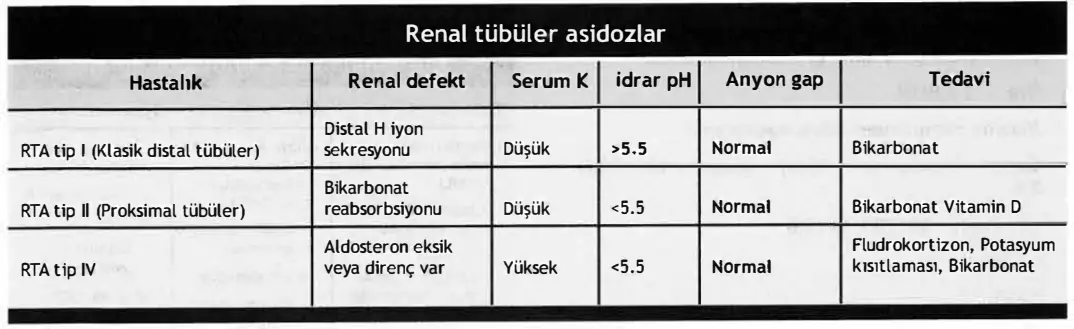 Renal tübüler asidozlar
Hastalık Renal defekt Serum K idrar pH Anyon gap Tedavi
RTA tip I (Klasik distal tübüler) Distal H iyon sekresyonu Düşük >5.5 Normal Bikarbonat
RTA tip II (Proksimal tübüler) Bikarbonat reabsorbsiyonu Düşük <5.5 Normal Bikarbonat Vitamin D
RTA tip IV Aldosteron eksik veya direnç var Yüksek <5.5 Normal Fludrokortizon, Potasyum kısıtlaması, Bikarbonat